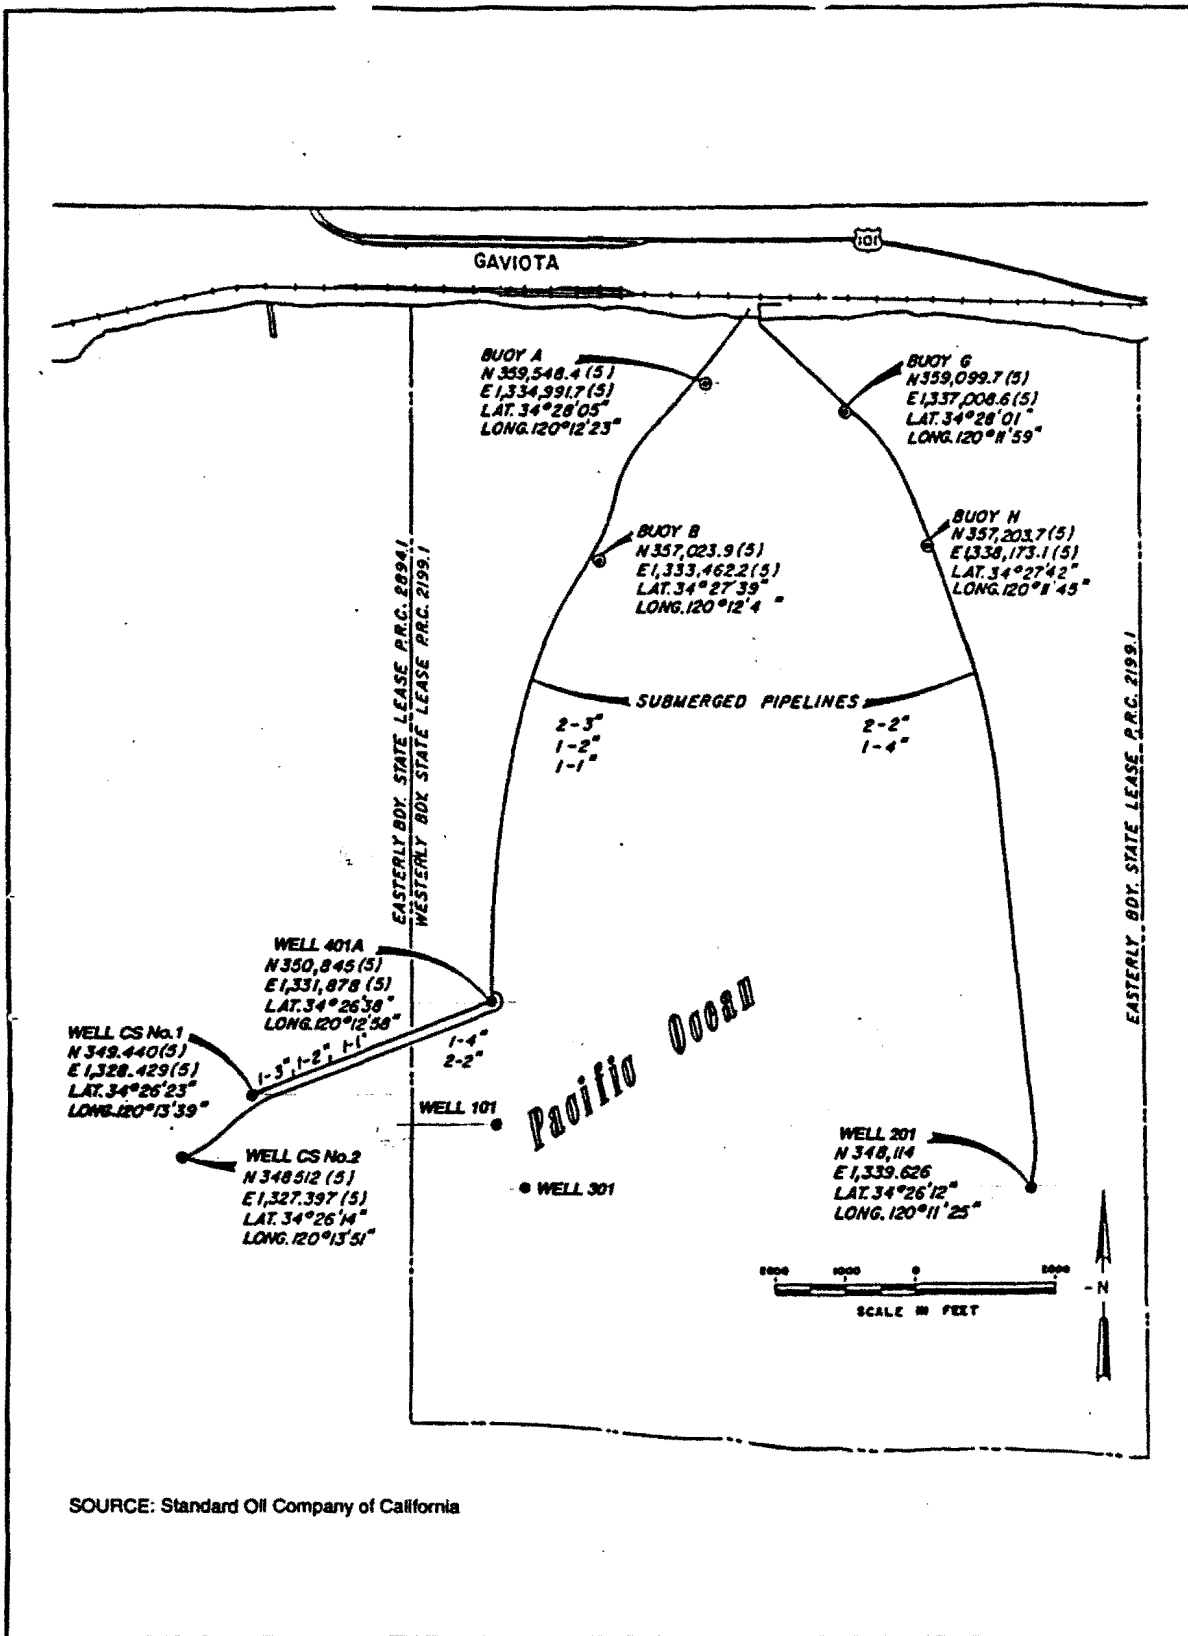 101
GAVIOTA
BUOY A
N 359,548.4 (5)
E 1,334,991.7 (5)
LAT. 34°28'05"
LONG. 120°12'23"
BUOY G
N 359,099.7 (5)
E 1,337,008.6 (5)
LAT. 34°28'01"
LONG. 120°11'59"
BUOY B
N 357,023.9 (5)
E 1,333,462.2 (5)
LAT. 34°27'39"
LONG. 120°12'4 "
BUOY H
N 357,203.7 (5)
E 1,338,173.1 (5)
LAT. 34°27'42"
LONG. 120°11'45"
EASTERLY BDY. STATE LEASE P.R.C. 2894.1
WESTERLY BDY. STATE LEASE P.R.C. 2199.1
EASTERLY BDY. STATE LEASE P.R.C. 2199.1
SUBMERGED PIPELINES
2-3"
1-2"
1-1"
2-2"
1-4"
WELL 401A
N 350,845 (5)
E 1,331,878 (5)
LAT. 34°26'38"
LONG. 120°12'58"
WELL CS No.1
N 349.440 (5)
E 1,328.429 (5)
LAT. 34°26'23"
LONG. 120°13'39"
1-3", 1-2", 1-1"
1-4"
2-2"
Pacific Ocean
WELL 101
WELL CS No.2
N 348512 (5)
E 1,327.397 (5)
LAT. 34°26'14"
LONG. 120°13'51"
WELL 301
WELL 201
N 348,114
E 1,339.626
LAT. 34°26'12"
LONG. 120°11'25"
2000 1000 0 2000
SCALE IN FEET
N
SOURCE: Standard Oil Company of California